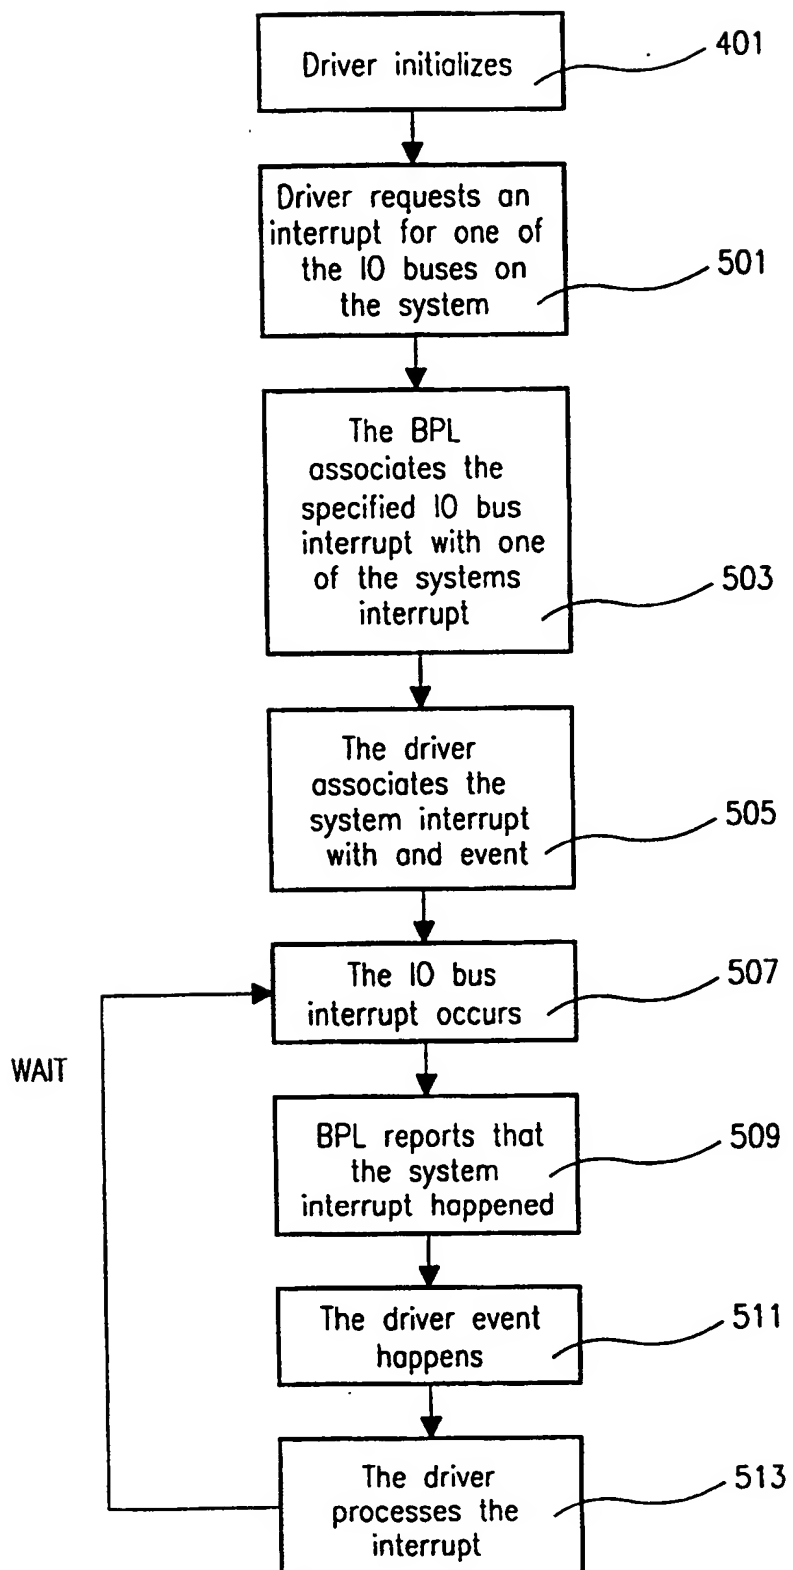 Driver initializes
401
Driver requests an
interrupt for one of
the IO buses on
the system
501
The BPL
associates the
specified IO bus
interrupt with one
of the systems
interrupt
503
The driver
associates the
system interrupt
with and event
505
The IO bus
interrupt occurs
507
WAIT
BPL reports that
the system
interrupt happened
509
The driver event
happens
511
The driver
processes the
interrupt
513